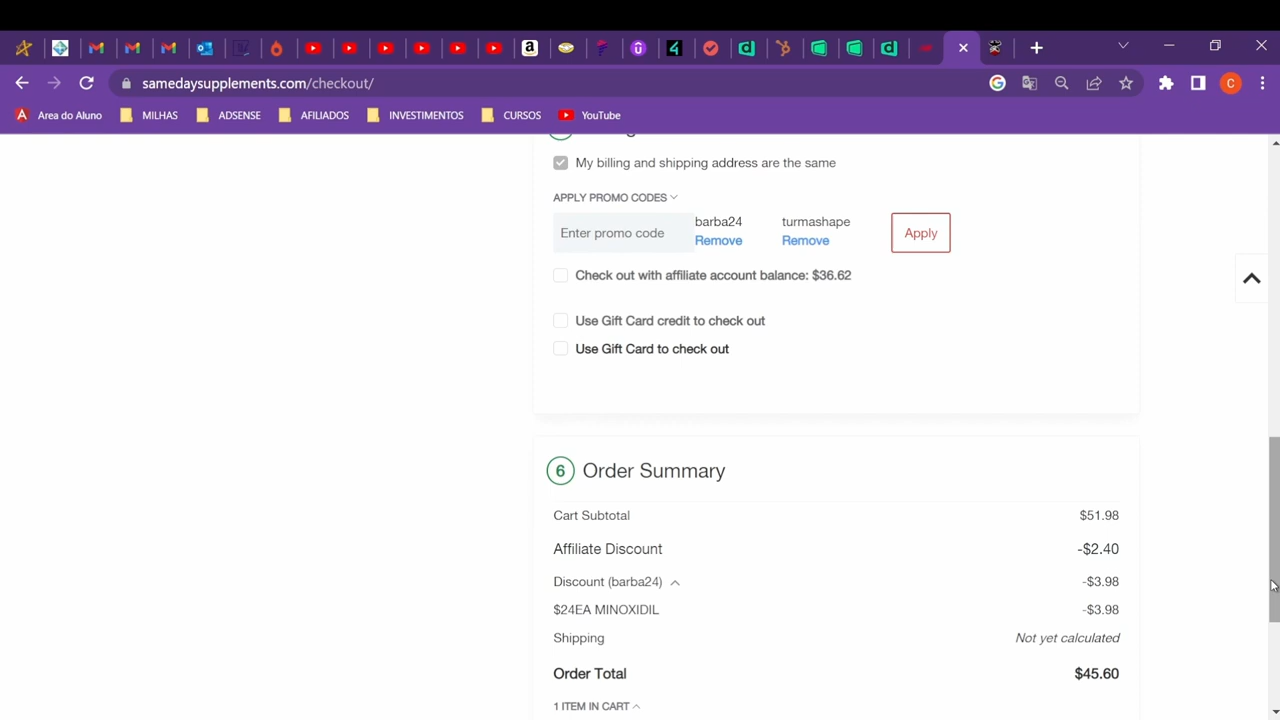 samedaysupplements.com/checkout/
Area do Aluno MILHAS ADSENSE AFILIADOS INVESTIMENTOS CURSOS YouTube
My billing and shipping address are the same
APPLY PROMO CODES
Enter promo code
barba24
Remove
turmashape
Remove
Apply
Check out with affiliate account balance: $36.62
Use Gift Card credit to check out
Use Gift Card to check out
6 Order Summary
Cart Subtotal $51.98
Affiliate Discount -$2.40
Discount (barba24) -$3.98
$24EA MINOXIDIL -$3.98
Shipping Not yet calculated
Order Total $45.60
1 ITEM IN CART